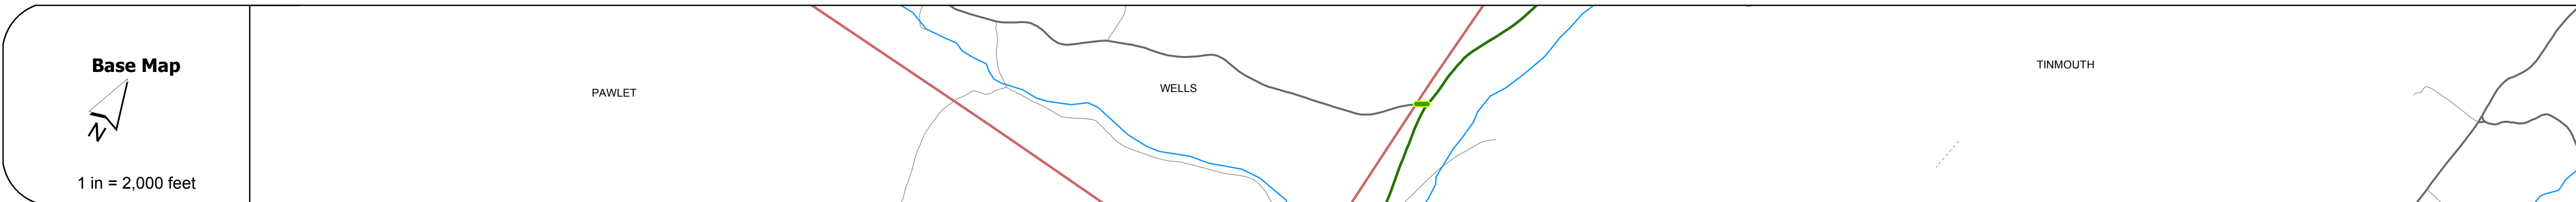 Base Map
N
1 in = 2,000 feet
PAWLET
WELLS
TINMOUTH